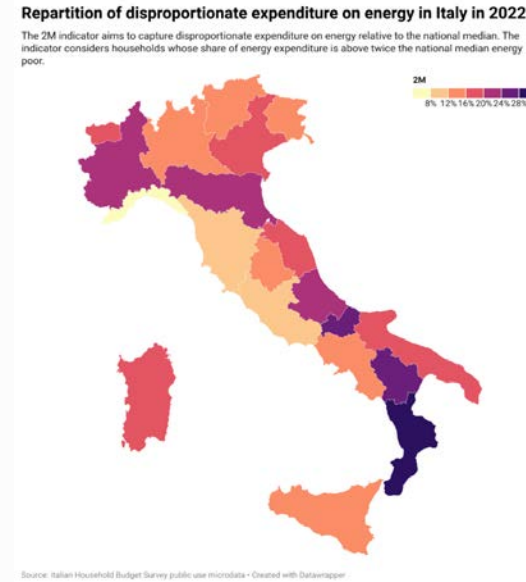 Repartition of disproportionate expenditure on energy in Italy in 2022
The 2M indicator aims to capture disproportionate expenditure on energy relative to the national median. The
indicator considers households whose share of energy expenditure is above twice the national median energy
poor.
2M
8% 12% 16% 20% 24% 28%
Source: Italian Household Budget Survey public use microdata • Created with Datawrapper